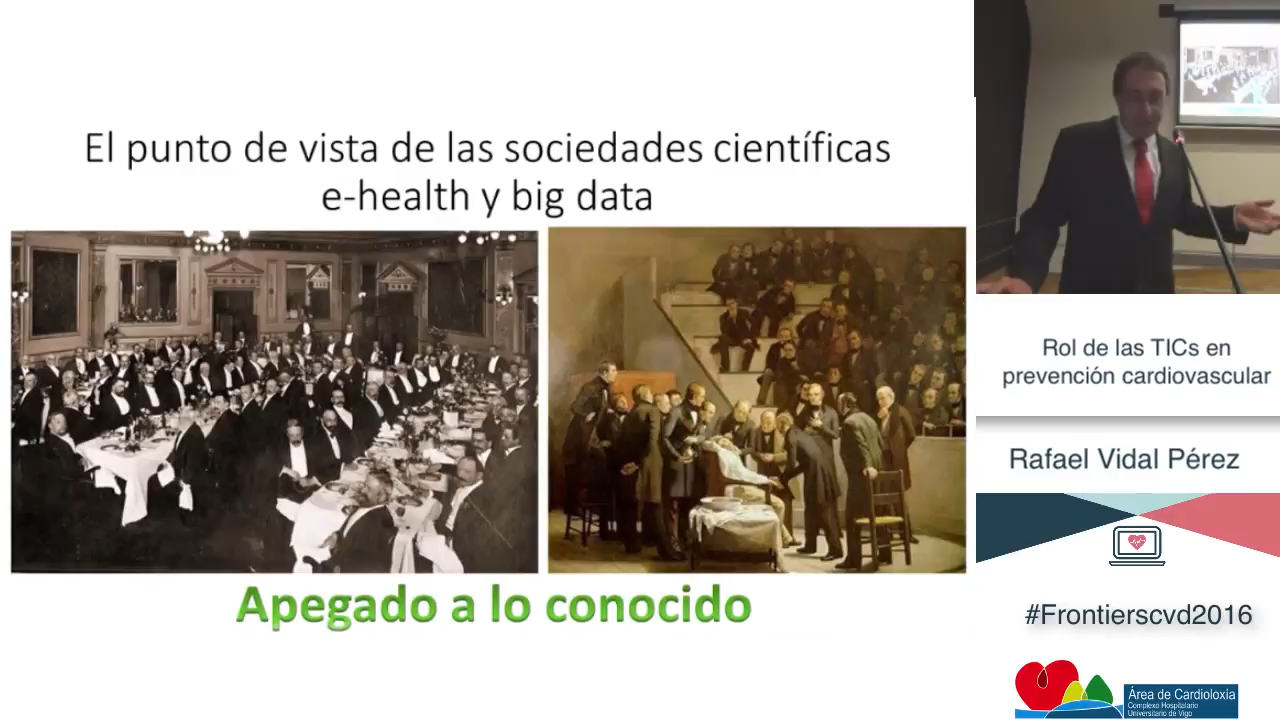 El punto de vista de las sociedades científicas
e-health y big data
Apegado a lo conocido
Rol de las TICs en
prevención cardiovascular
Rafael Vidal Pérez
#Frontierscvd2016
Área de Cardioloxía
Complexo Hospitalario
Universitario de Vigo